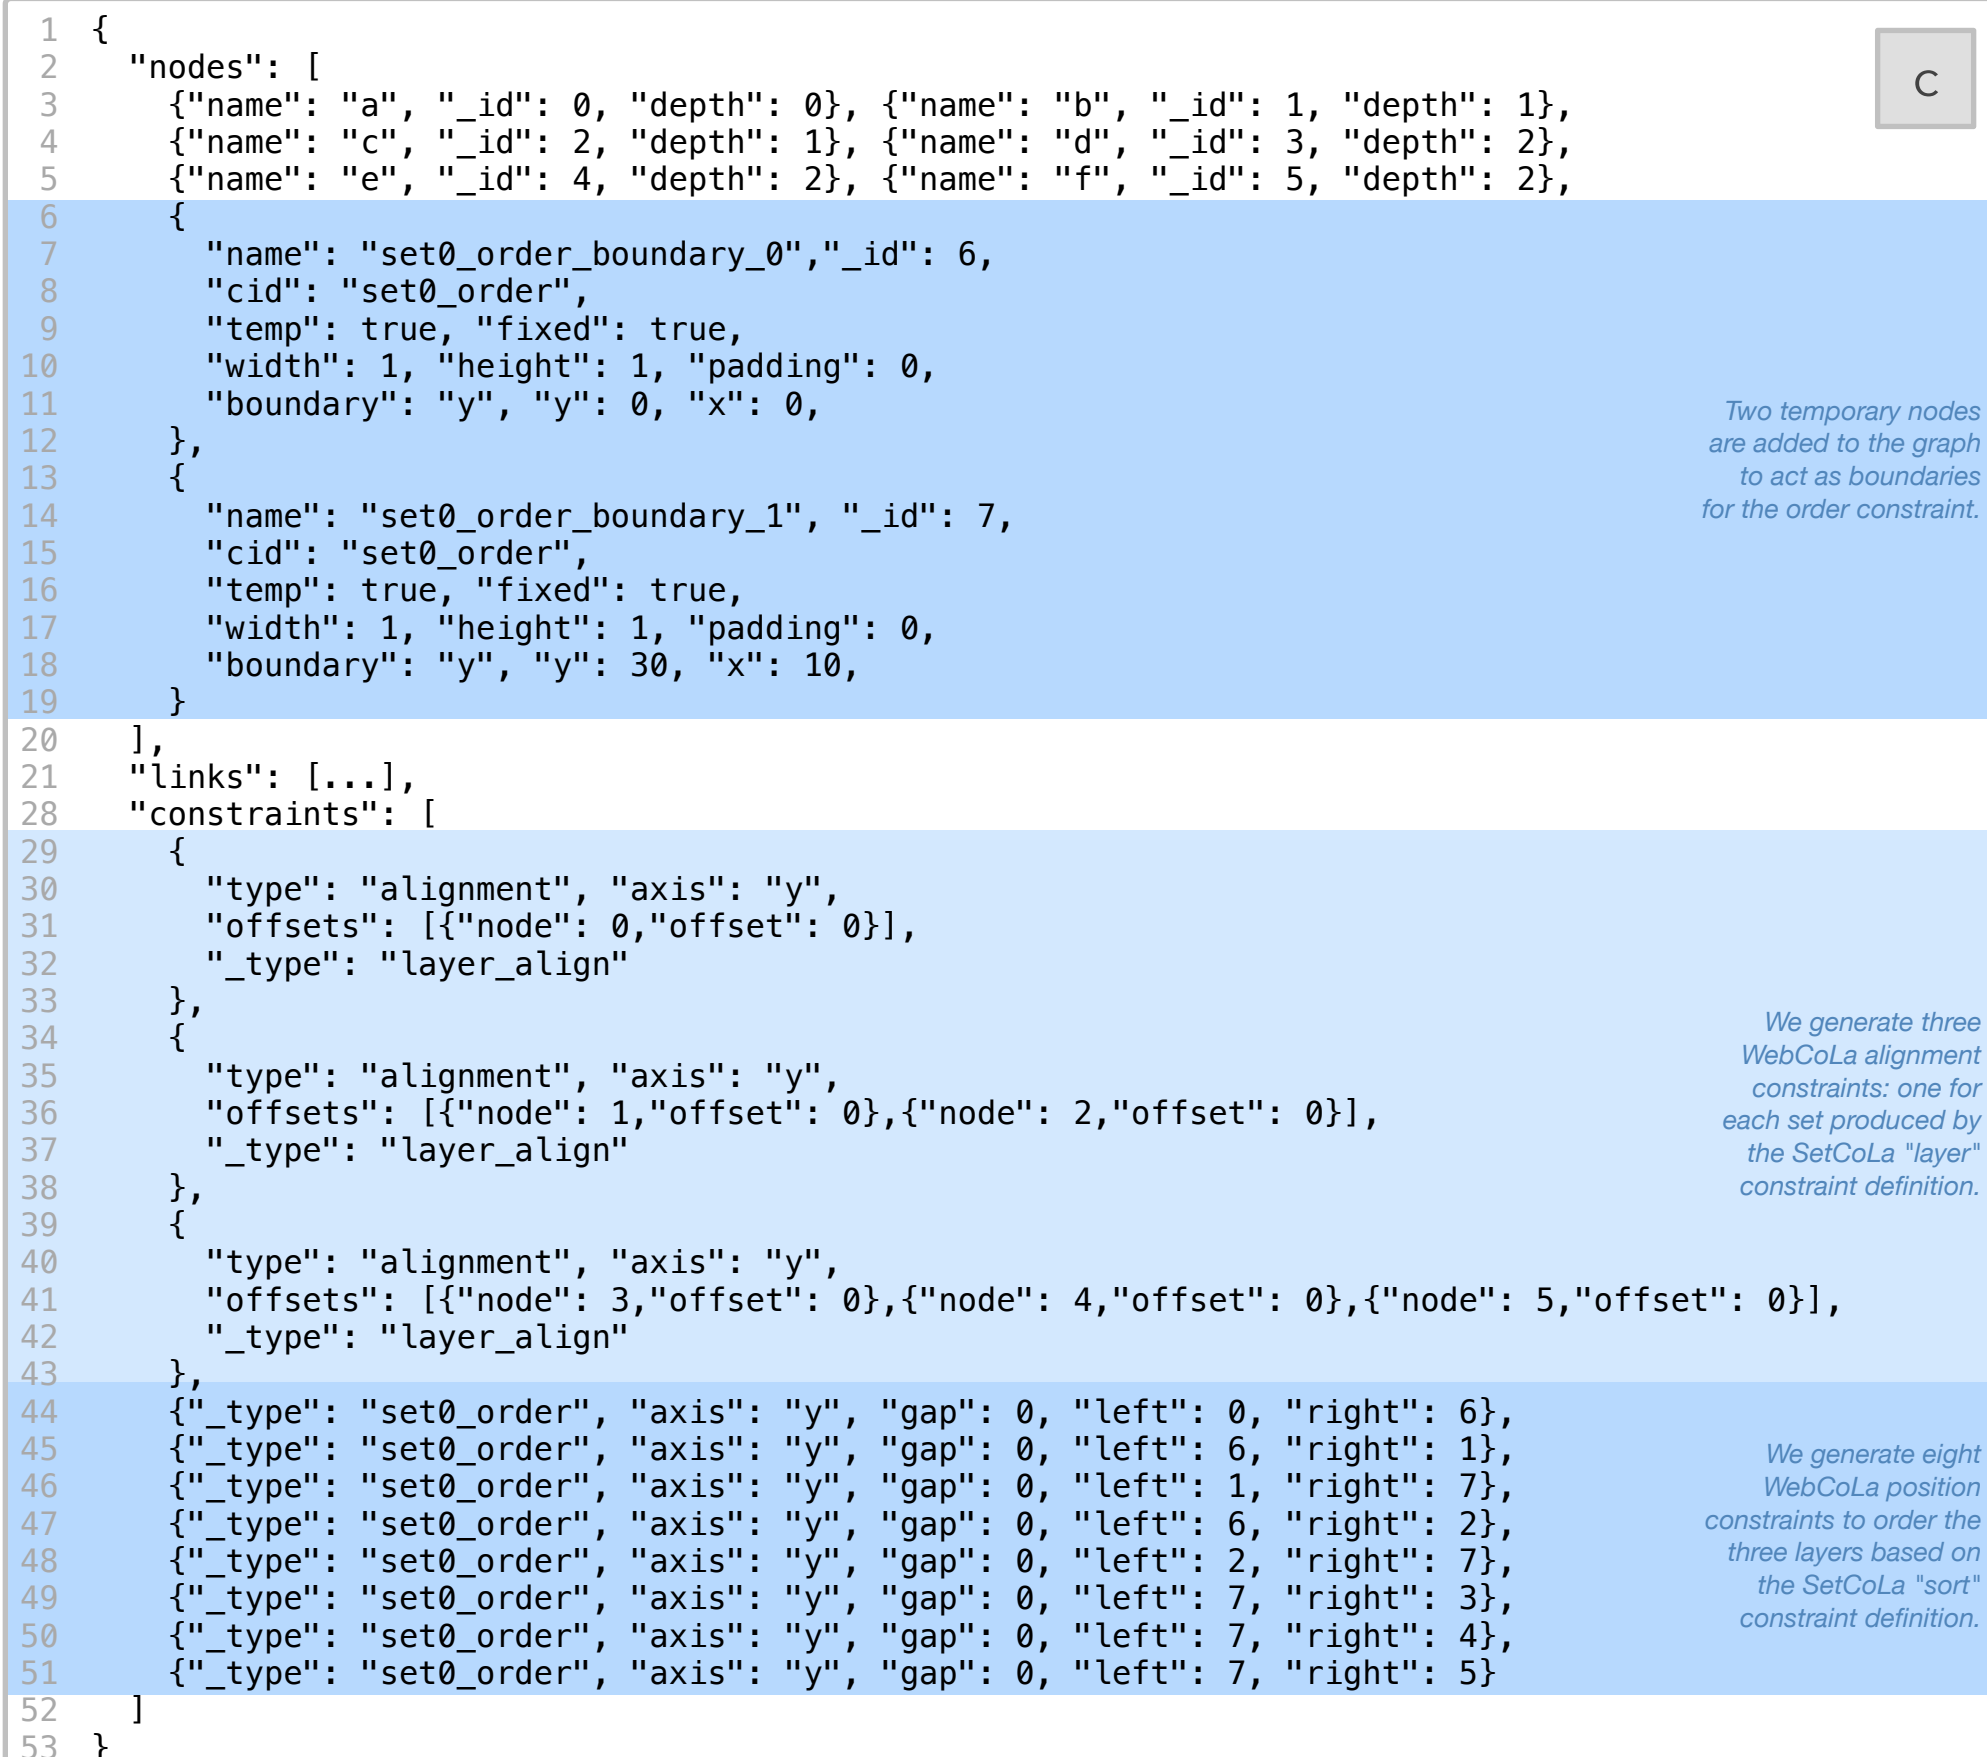 1 {
2 "nodes": [
3 {"name": "a", "_id": 0, "depth": 0}, {"name": "b", "_id": 1, "depth": 1},
4 {"name": "c", "_id": 2, "depth": 1}, {"name": "d", "_id": 3, "depth": 2},
5 {"name": "e", "_id": 4, "depth": 2}, {"name": "f", "_id": 5, "depth": 2},
6 {
7 "name": "set0_order_boundary_0","_id": 6,
8 "cid": "set0_order",
9 "temp": true, "fixed": true,
10 "width": 1, "height": 1, "padding": 0,
11 "boundary": "y", "y": 0, "x": 0,
12 },
13 {
14 "name": "set0_order_boundary_1", "_id": 7,
15 "cid": "set0_order",
16 "temp": true, "fixed": true,
17 "width": 1, "height": 1, "padding": 0,
18 "boundary": "y", "y": 30, "x": 10,
19 }
20 ],
21 "links": [...],
28 "constraints": [
29 {
30 "type": "alignment", "axis": "y",
31 "offsets": [{"node": 0,"offset": 0}],
32 "_type": "layer_align"
33 },
34 {
35 "type": "alignment", "axis": "y",
36 "offsets": [{"node": 1,"offset": 0},{"node": 2,"offset": 0}],
37 "_type": "layer_align"
38 },
39 {
40 "type": "alignment", "axis": "y",
41 "offsets": [{"node": 3,"offset": 0},{"node": 4,"offset": 0},{"node": 5,"offset": 0}],
42 "_type": "layer_align"
43 },
44 {"_type": "set0_order", "axis": "y", "gap": 0, "left": 0, "right": 6},
45 {"_type": "set0_order", "axis": "y", "gap": 0, "left": 6, "right": 1},
46 {"_type": "set0_order", "axis": "y", "gap": 0, "left": 1, "right": 7},
47 {"_type": "set0_order", "axis": "y", "gap": 0, "left": 6, "right": 2},
48 {"_type": "set0_order", "axis": "y", "gap": 0, "left": 2, "right": 7},
49 {"_type": "set0_order", "axis": "y", "gap": 0, "left": 7, "right": 3},
50 {"_type": "set0_order", "axis": "y", "gap": 0, "left": 7, "right": 4},
51 {"_type": "set0_order", "axis": "y", "gap": 0, "left": 7, "right": 5}
52 ]
53 }
C
Two temporary nodes
are added to the graph
to act as boundaries
for the order constraint.
We generate three
WebCoLa alignment
constraints: one for
each set produced by
the SetCoLa "layer"
constraint definition.
We generate eight
WebCoLa position
constraints to order the
three layers based on
the SetCoLa "sort"
constraint definition.